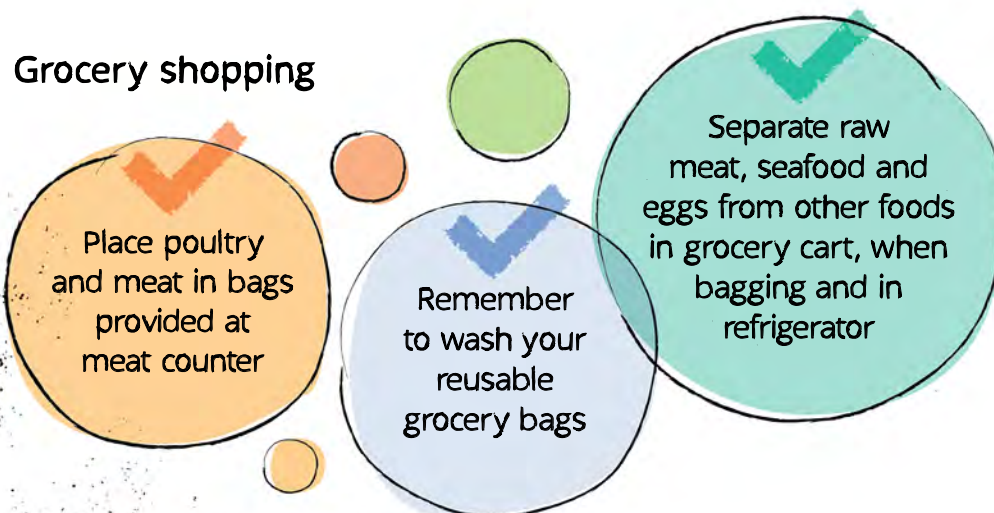 Grocery shopping
Place poultry
and meat in bags
provided at
meat counter
Remember
to wash your
reusable
grocery bags
Separate raw
meat, seafood and
eggs from other foods
in grocery cart, when
bagging and in
refrigerator